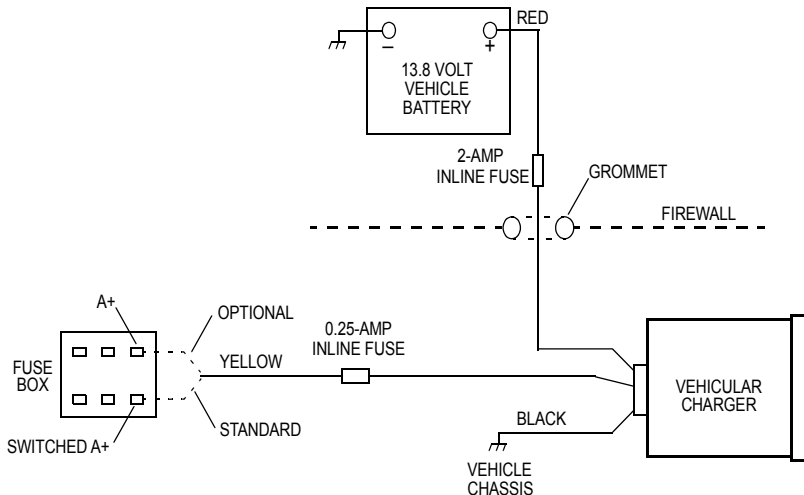 RED
–
+
13.8 VOLT
VEHICLE
BATTERY
2-AMP
INLINE FUSE
GROMMET
FIREWALL
A+
OPTIONAL
0.25-AMP
INLINE FUSE
FUSE
BOX
YELLOW
VEHICULAR
CHARGER
STANDARD
BLACK
SWITCHED A+
VEHICLE
CHASSIS